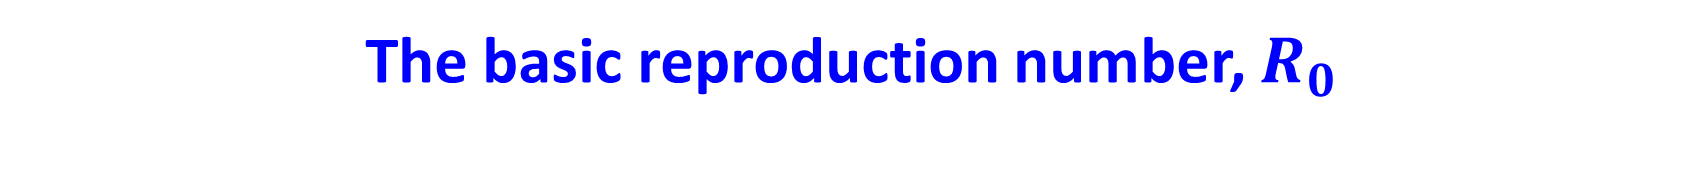 The basic reproduction number, R₀